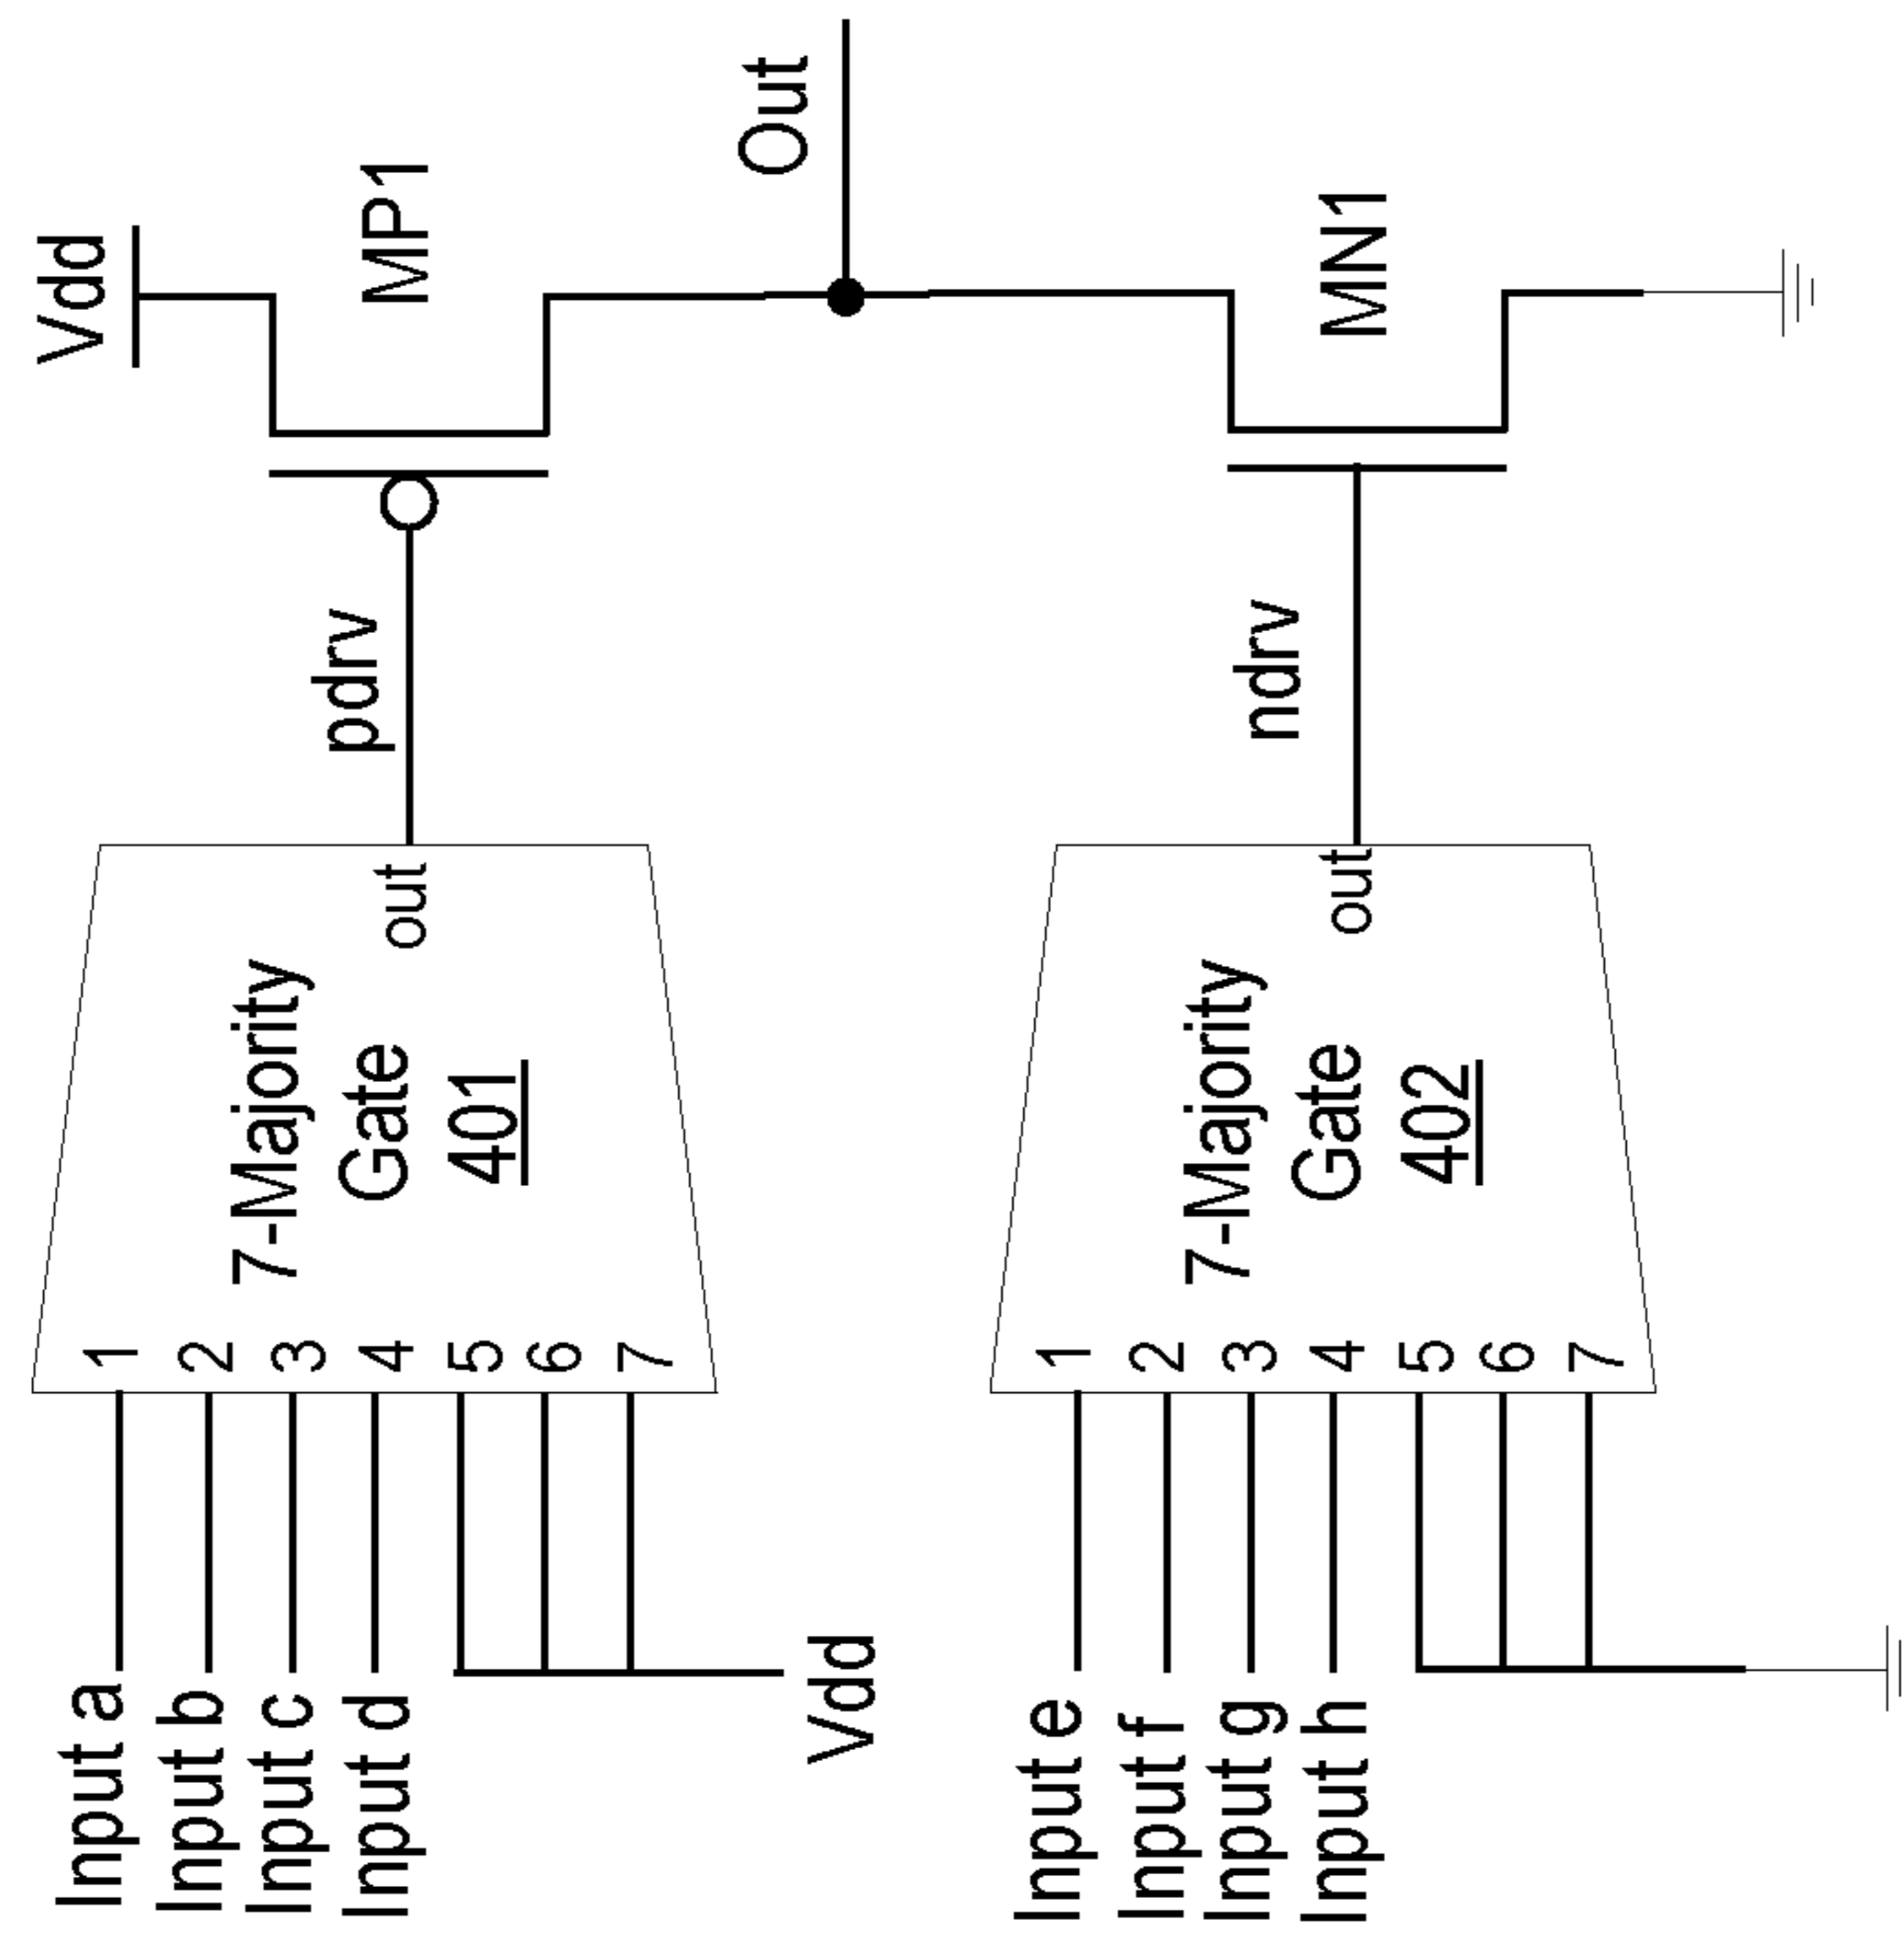 Vdd
MP1
Out
MN1
pdrv
ndrv
out
7-Majority
Gate
401
1
2
3
4
5
6
7
Input a
Input b
Input c
Input d
Vdd
out
7-Majority
Gate
402
1
2
3
4
5
6
7
Input e
Input f
Input g
Input h